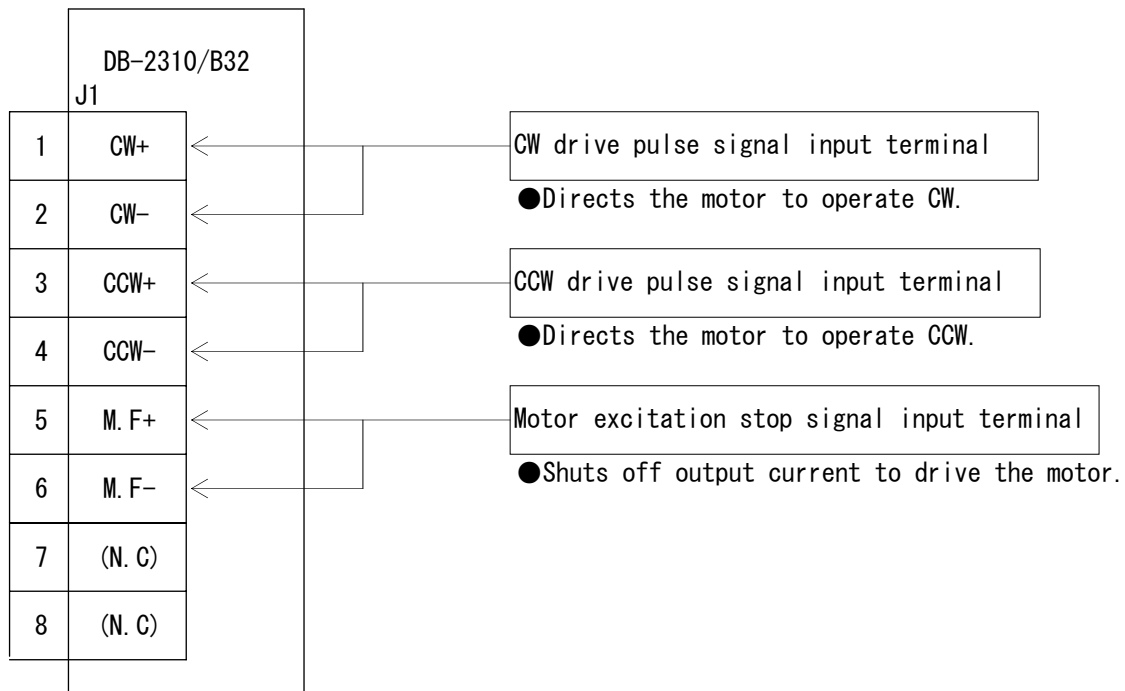 DB-2310/B32
J1
1 CW+
CW drive pulse signal input terminal
2 CW-
●Directs the motor to operate CW.
3 CCW+
CCW drive pulse signal input terminal
4 CCW-
●Directs the motor to operate CCW.
5 M.F+
Motor excitation stop signal input terminal
6 M.F-
●Shuts off output current to drive the motor.
7 (N.C)
8 (N.C)